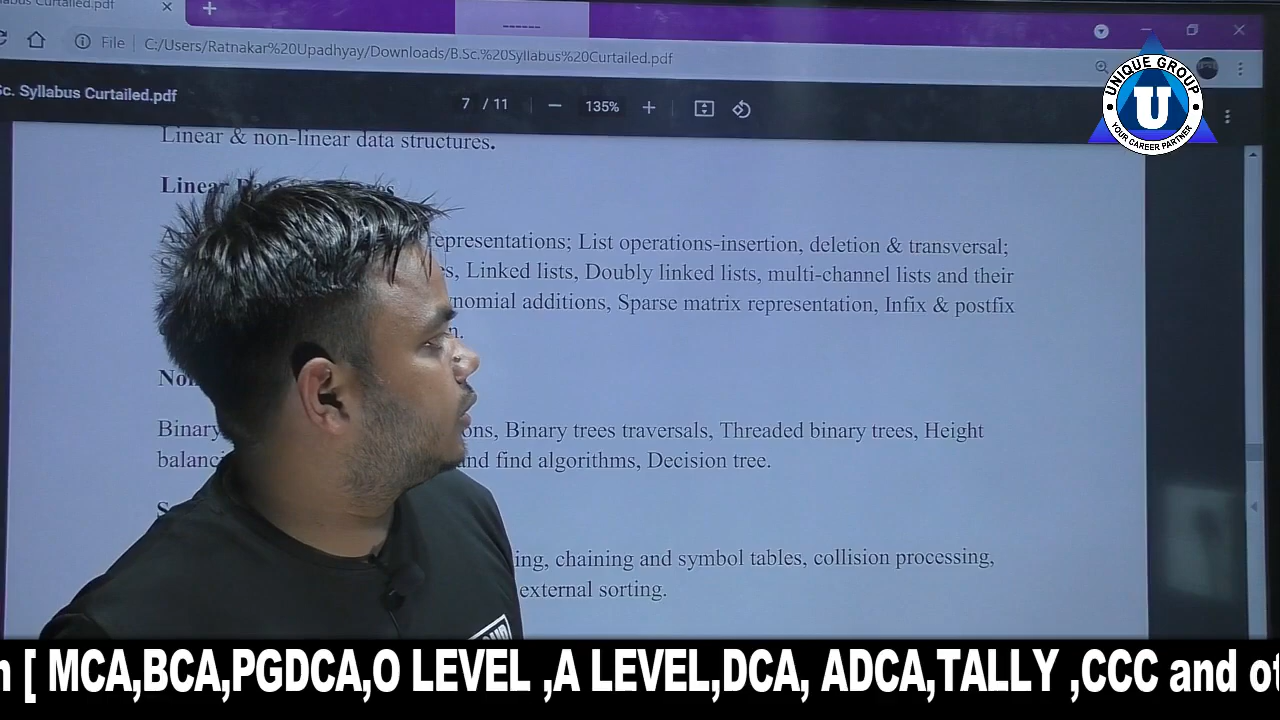 abus Curtailed.pdf
File C:/Users/Ratnakar%20Upadhyay/Downloads/B.Sc.%20Syllabus%20Curtailed.pdf
Sc. Syllabus Curtailed.pdf
7 / 11 135%
UNIQUE GROUP
U
YOUR CAREER PARTNER
Linear & non-linear data structures.
Linear
representations; List operations-insertion, deletion & transversal;
Linked lists, Doubly linked lists, multi-channel lists and their
additions, Sparse matrix representation, Infix & postfix
Binary Binary trees traversals, Threaded binary trees, Height
and find algorithms, Decision tree.
chaining and symbol tables, collision processing,
external sorting.
[ MCA,BCA,PGDCA,O LEVEL ,A LEVEL,DCA, ADCA,TALLY ,CCC and